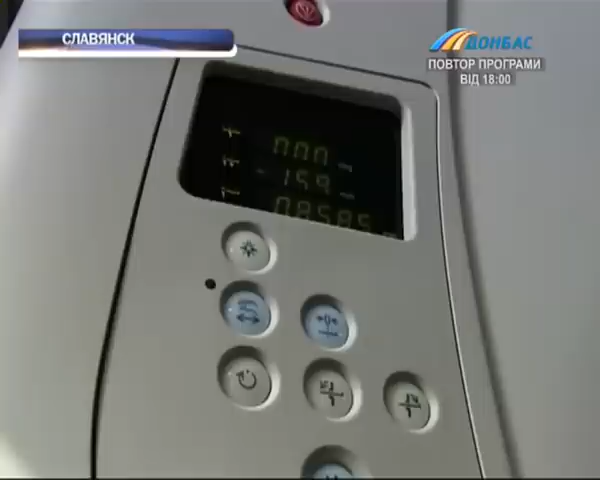 СЛАВЯНСК
ДОНБАС
ПОВТОР ПРОГРАМИ
ВІД 18:00
000
-159
08585